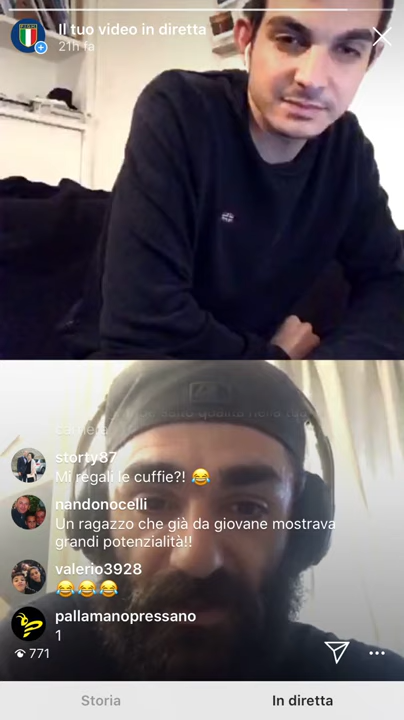 Il tuo video in diretta
21h fa
carriera
storty87
Mi regali le cuffie?! 😂
nandonocelli
Un ragazzo che già da giovane mostrava
grandi potenzialità!!
valerio3928
😂😂😂
pallamanopressano
1
771
Storia
In diretta